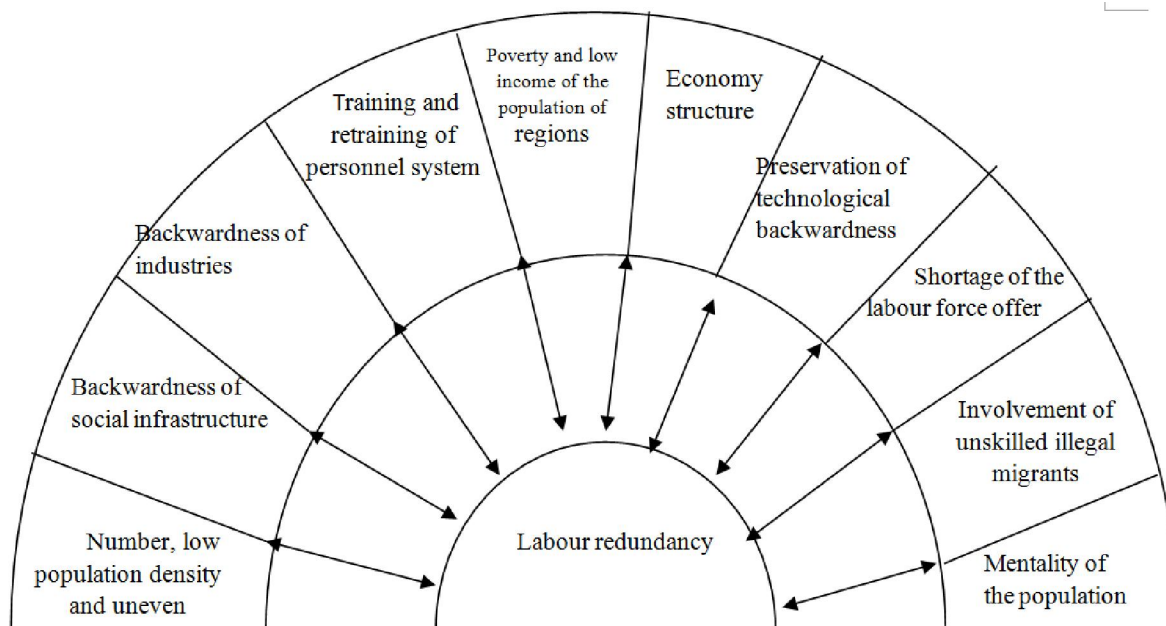 Number, low
population density
and uneven
Backwardness of
social infrastructure
Backwardness of
industries
Training and
retraining of
personnel system
Poverty and low
income of the
population of
regions
Economy
structure
Preservation of
technological
backwardness
Shortage of the
labour force offer
Involvement of
unskilled illegal
migrants
Mentality of
the population
Labour redundancy